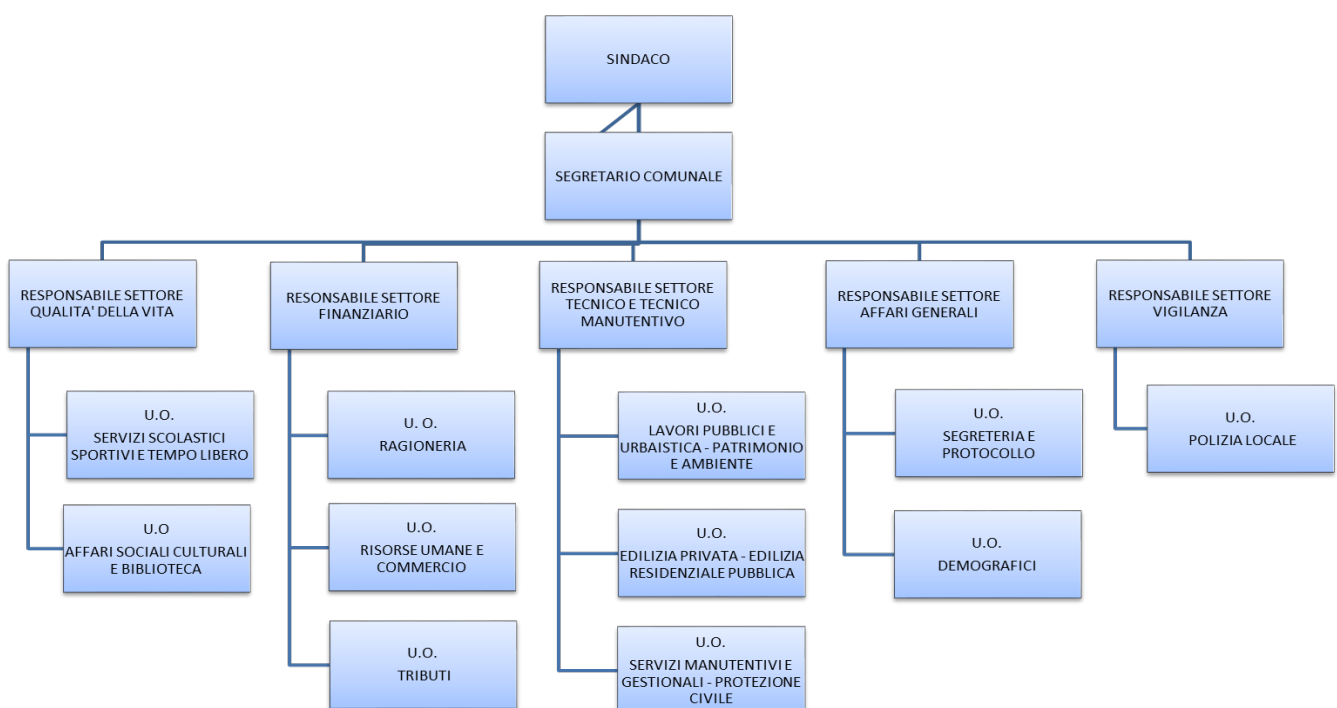 SINDACO
SEGRETARIO COMUNALE
RESPONSABILE SETTORE
QUALITA' DELLA VITA
RESONSABILE SETTORE
FINANZIARIO
RESPONSABILE SETTORE
TECNICO E TECNICO
MANUTENTIVO
RESPONSABILE SETTORE
AFFARI GENERALI
RESPONSABILE SETTORE
VIGILANZA
U.O.
SERVIZI SCOLASTICI
SPORTIVI E TEMPO LIBERO
U. O.
RAGIONERIA
U.O.
LAVORI PUBBLICI E
URBAISTICA - PATRIMONIO
E AMBIENTE
U.O.
SEGRETERIA E
PROTOCOLLO
U.O.
POLIZIA LOCALE
U.O
AFFARI SOCIALI CULTURALI
E BIBLIOTECA
U.O.
RISORSE UMANE E
COMMERCIO
U.O.
EDILIZIA PRIVATA - EDILIZIA
RESIDENZIALE PUBBLICA
U.O.
DEMOGRAFICI
U.O.
TRIBUTI
U.O.
SERVIZI MANUTENTIVI E
GESTIONALI - PROTEZIONE
CIVILE